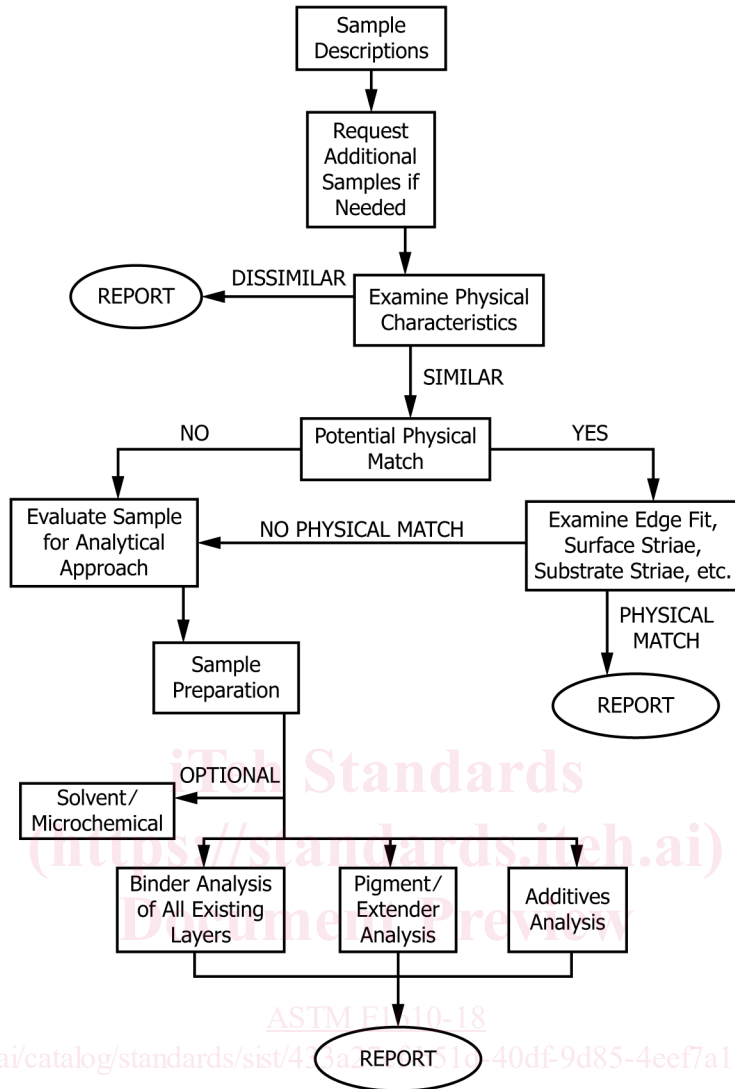 Sample
Descriptions
Request
Additional
Samples if
Needed
DISSIMILAR
REPORT
Examine Physical
Characteristics
SIMILAR
NO
Potential Physical
Match
YES
Evaluate Sample
for Analytical
Approach
NO PHYSICAL MATCH
Examine Edge Fit,
Surface Striae,
Substrate Striae, etc.
PHYSICAL
MATCH
Sample
Preparation
REPORT
iTeh Standards
OPTIONAL
Solvent/
Microchemical
(https://standards.iteh.ai)
Binder Analysis
of All Existing
Layers
Pigment/
Extender
Analysis
Additives
Analysis
Document Preview
ASTM F1610-18
REPORT